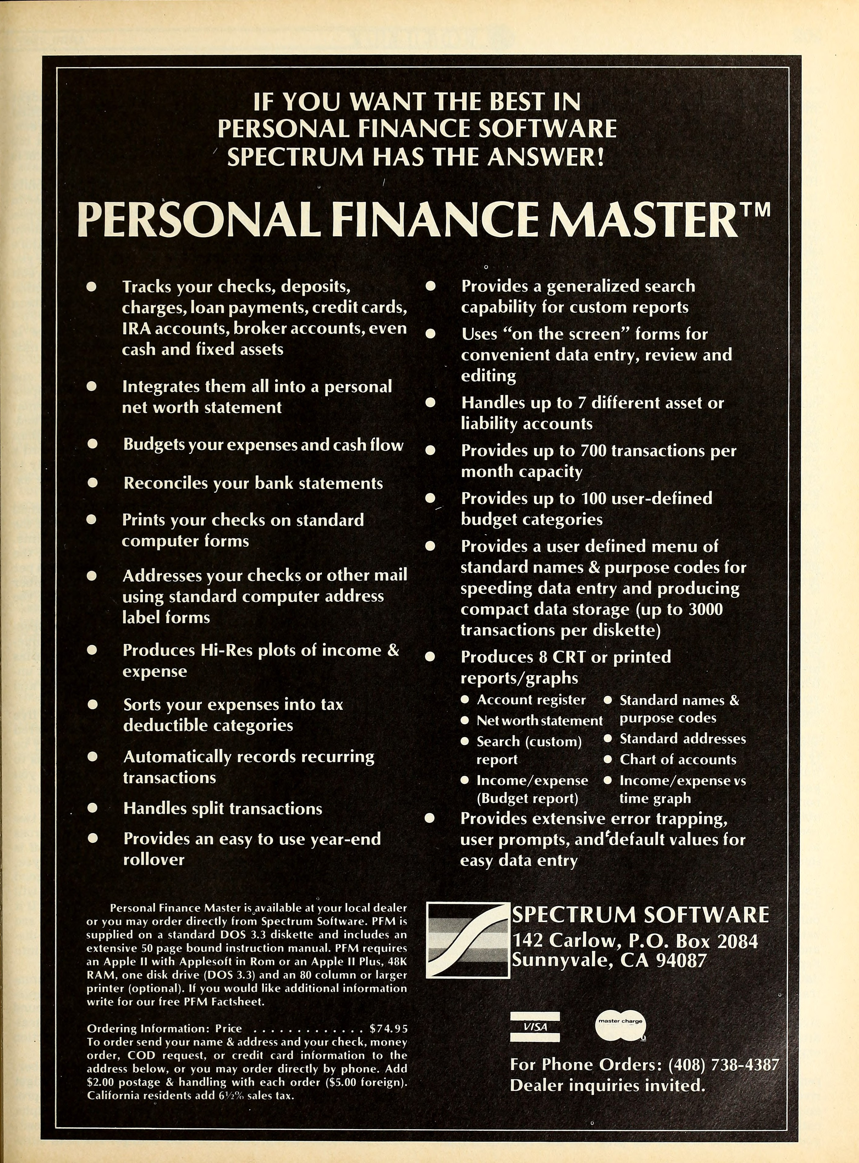 IF YOU WANT THE BEST IN
PERSONAL FINANCE SOFTWARE
SPECTRUM HAS THE ANSWER!
PERSONAL FINANCE MASTER™
● Tracks your checks, deposits,
charges, loan payments, credit cards,
IRA accounts, broker accounts, even
cash and fixed assets
● Integrates them all into a personal
net worth statement
● Budgets your expenses and cash flow
● Reconciles your bank statements
● Prints your checks on standard
computer forms
● Addresses your checks or other mail
using standard computer address
label forms
● Produces Hi-Res plots of income &
expense
● Sorts your expenses into tax
deductible categories
● Automatically records recurring
transactions
● Handles split transactions
● Provides an easy to use year-end
rollover
● Provides a generalized search
capability for custom reports
● Uses “on the screen” forms for
convenient data entry, review and
editing
● Handles up to 7 different asset or
liability accounts
● Provides up to 700 transactions per
month capacity
● Provides up to 100 user-defined
budget categories
● Provides a user defined menu of
standard names & purpose codes for
speeding data entry and producing
compact data storage (up to 3000
transactions per diskette)
● Produces 8 CRT or printed
reports/graphs
● Account register
● Net worth statement
● Search (custom)
report
● Income/expense
(Budget report)
● Standard names &
purpose codes
● Standard addresses
● Chart of accounts
● Income/expense vs
time graph
● Provides extensive error trapping,
user prompts, and default values for
easy data entry
Personal Finance Master is available at your local dealer
or you may order directly from Spectrum Software. PFM is
supplied on a standard DOS 3.3 diskette and includes an
extensive 50 page bound instruction manual. PFM requires
an Apple II with Applesoft in Rom or an Apple II Plus, 48K
RAM, one disk drive (DOS 3.3) and an 80 column or larger
printer (optional). If you would like additional information
write for our free PFM Factsheet.
Ordering Information: Price . . . . . . . . . . . . . $74.95
To order send your name & address and your check, money
order, COD request, or credit card information to the
address below, or you may order directly by phone. Add
$2.00 postage & handling with each order ($5.00 foreign).
California residents add 6½% sales tax.
SPECTRUM SOFTWARE
142 Carlow, P.O. Box 2084
Sunnyvale, CA 94087
VISA
master charge
For Phone Orders: (408) 738-4387
Dealer inquiries invited.